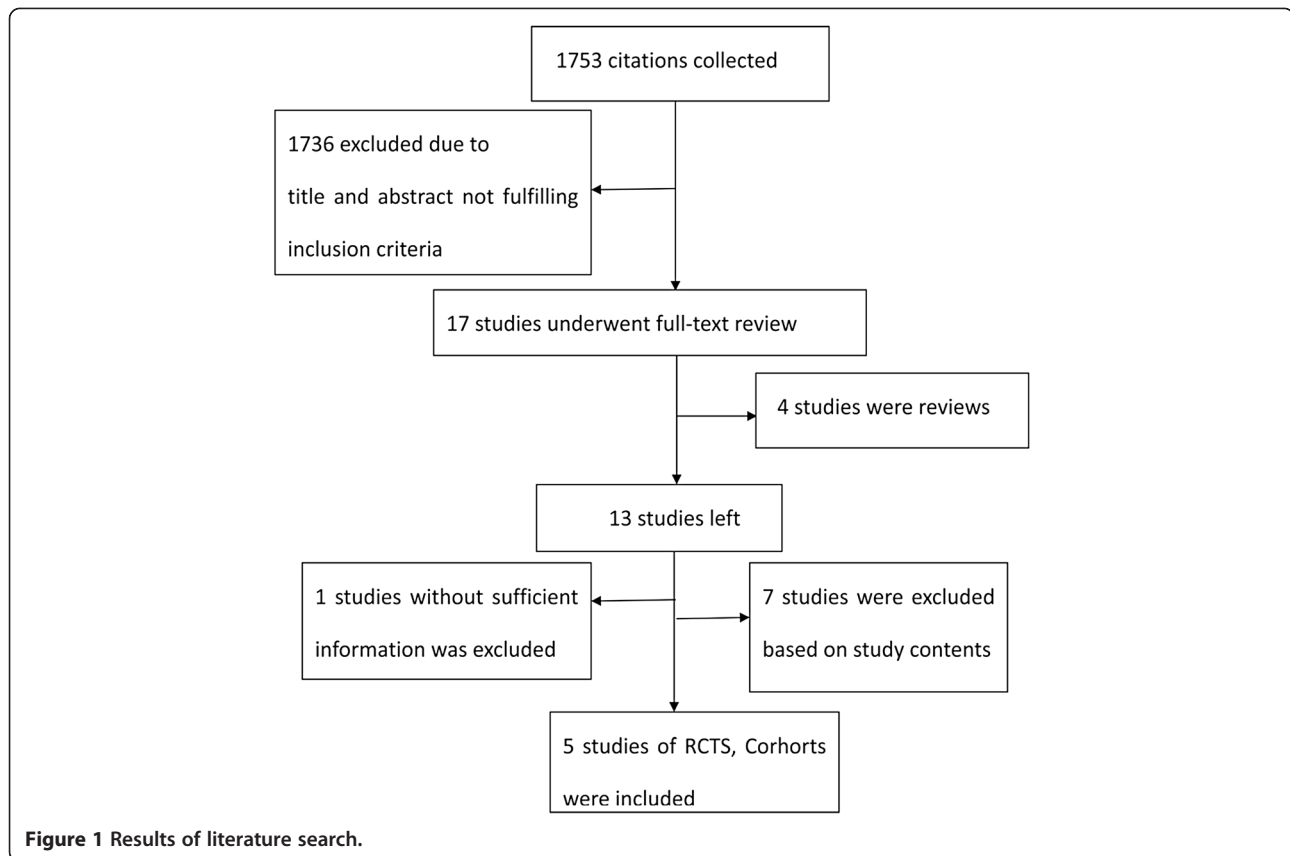 1753 citations collected
1736 excluded due to
title and abstract not fulfilling
inclusion criteria
17 studies underwent full-text review
4 studies were reviews
13 studies left
1 studies without sufficient
information was excluded
7 studies were excluded
based on study contents
5 studies of RCTS, Corhorts
were included
Figure 1 Results of literature search.